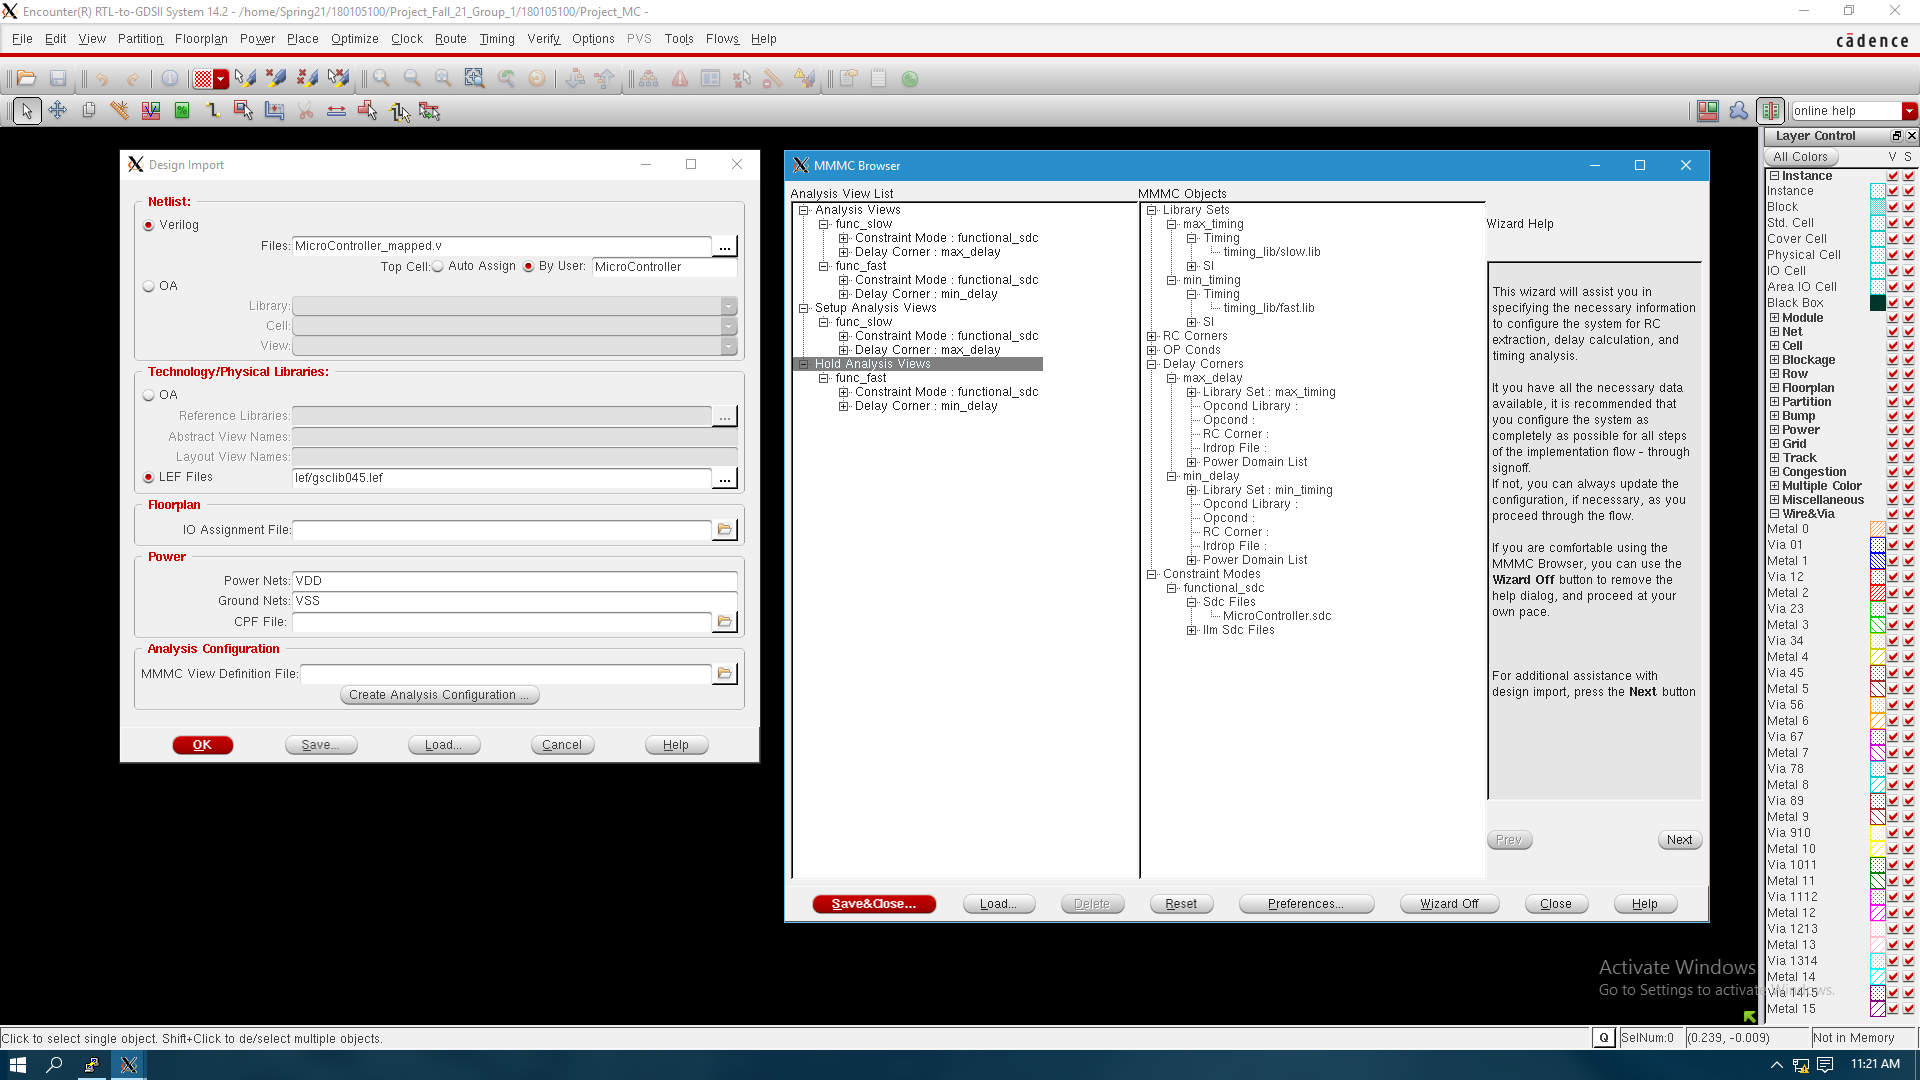 Encounter(R) RTL-to-GDSII System 14.2 - /home/Spring21/180105100/Project_Fall_21_Group_1/180105100/Project_MC -
File Edit View Partition Floorplan Power Place Optimize Clock Route Timing Verify Options PVS Tools Flows Help
cādence
online help
Design Import
Netlist:
Verilog
Files: MicroController_mapped.v ...
Top Cell: Auto Assign By User: MicroController
OA
Library:
Cell:
View:
Technology/Physical Libraries:
OA
Reference Libraries: ...
Abstract View Names:
Layout View Names:
LEF Files lef/gsclib045.lef ...
Floorplan
IO Assignment File:
Power
Power Nets: VDD
Ground Nets: VSS
CPF File:
Analysis Configuration
MMMC View Definition File:
Create Analysis Configuration ...
OK Save... Load... Cancel Help
MMMC Browser
Analysis View List
Analysis Views
func_slow
Constraint Mode : functional_sdc
Delay Corner : max_delay
func_fast
Constraint Mode : functional_sdc
Delay Corner : min_delay
Setup Analysis Views
func_slow
Constraint Mode : functional_sdc
Delay Corner : max_delay
Hold Analysis Views
func_fast
Constraint Mode : functional_sdc
Delay Corner : min_delay
MMMC Objects
Library Sets
max_timing
Timing
timing_lib/slow.lib
SI
min_timing
Timing
timing_lib/fast.lib
SI
RC Corners
OP Conds
Delay Corners
max_delay
Library Set : max_timing
Opcond Library :
Opcond :
RC Corner :
Irdrop File :
Power Domain List
min_delay
Library Set : min_timing
Opcond Library :
Opcond :
RC Corner :
Irdrop File :
Power Domain List
Constraint Modes
functional_sdc
Sdc Files
MicroController.sdc
Ilm Sdc Files
Wizard Help
This wizard will assist you in
specifying the necessary information
to configure the system for RC
extraction, delay calculation, and
timing analysis.
If you have all the necessary data
available, it is recommended that
you configure the system as
completely as possible for all steps
of the implementation flow - through
signoff.
If not, you can always update the
configuration, if necessary, as you
proceed through the flow.
If you are comfortable using the
MMMC Browser, you can use the
Wizard Off button to remove the
help dialog, and proceed at your
own pace.
For additional assistance with
design import, press the Next button
Prev Next
Save&Close... Load... Delete Reset Preferences... Wizard Off Close Help
Layer Control
All Colors V S
Instance
Instance
Block
Std. Cell
Cover Cell
Physical Cell
IO Cell
Area IO Cell
Black Box
Module
Net
Cell
Blockage
Row
Floorplan
Partition
Bump
Power
Grid
Track
Congestion
Multiple Color
Miscellaneous
Wire&Via
Metal 0
Via 01
Metal 1
Via 12
Metal 2
Via 23
Metal 3
Via 34
Metal 4
Via 45
Metal 5
Via 56
Metal 6
Via 67
Metal 7
Via 78
Metal 8
Via 89
Metal 9
Via 910
Metal 10
Via 1011
Metal 11
Via 1112
Metal 12
Via 1213
Metal 13
Via 1314
Metal 14
Via 1415
Metal 15
Activate Windows
Go to Settings to activate Windows.
Click to select single object. Shift+Click to de/select multiple objects.
Q SelNum:0 (0.239, -0.009) Not in Memory
11:21 AM